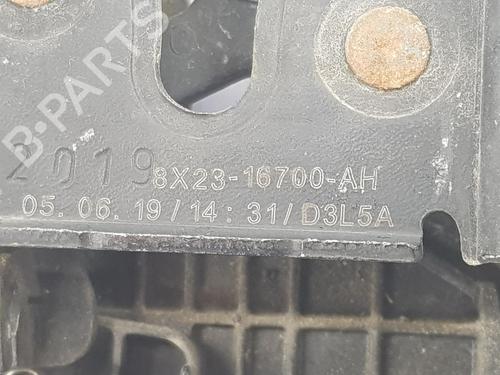 B-PARTS
2019
8X23-16700-AH
05. 06. 19/14: 31/D3L5A